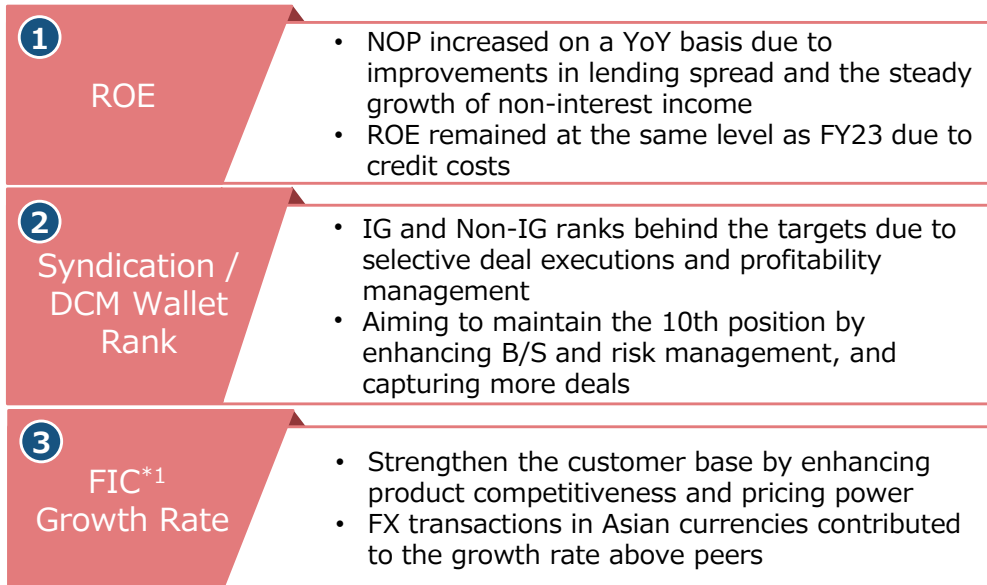 1
ROE
• NOP increased on a YoY basis due to
improvements in lending spread and the steady
growth of non-interest income
• ROE remained at the same level as FY23 due to
credit costs
2
Syndication /
DCM Wallet
Rank
• IG and Non-IG ranks behind the targets due to
selective deal executions and profitability
management
• Aiming to maintain the 10th position by
enhancing B/S and risk management, and
capturing more deals
3
FIC*1
Growth Rate
• Strengthen the customer base by enhancing
product competitiveness and pricing power
• FX transactions in Asian currencies contributed
to the growth rate above peers